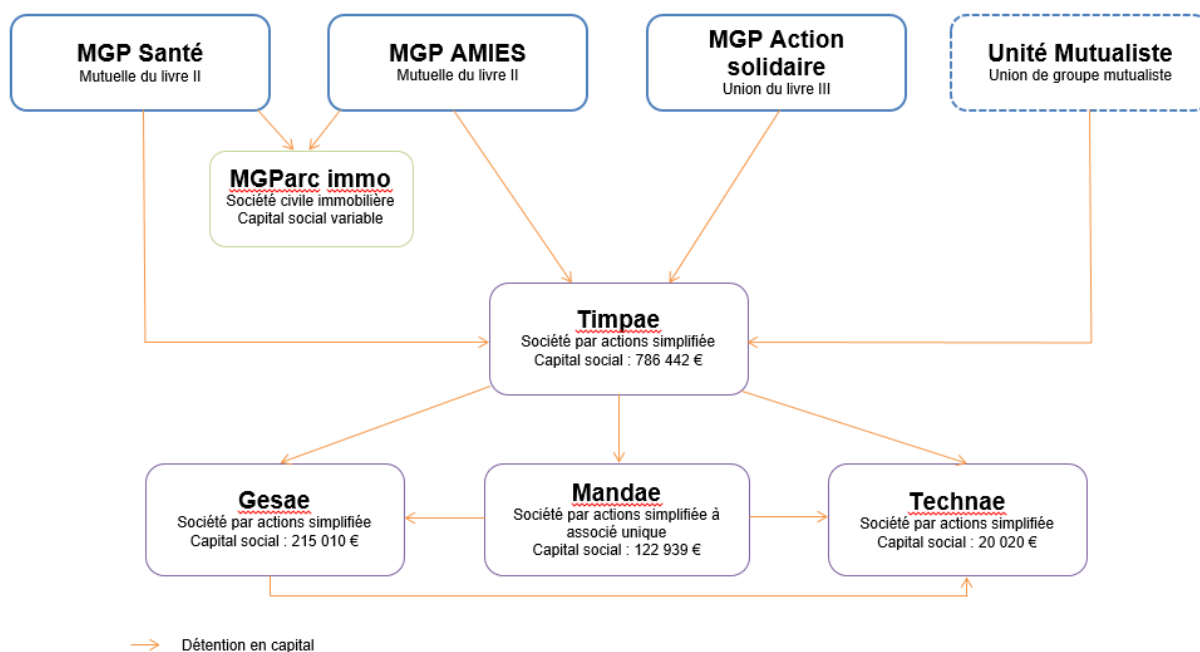 MGP Santé
Mutuelle du livre II
MGP AMIES
Mutuelle du livre II
MGP Action
solidaire
Union du livre III
Unité Mutualiste
Union de groupe mutualiste
MGParc immo
Société civile immobilière
Capital social variable
Timpae
Société par actions simplifiée
Capital social : 786 442 €
Gesae
Société par actions simplifiée
Capital social : 215 010 €
Mandae
Société par actions simplifiée à
associé unique
Capital social : 122 939 €
Technae
Société par actions simplifiée
Capital social : 20 020 €
Détention en capital